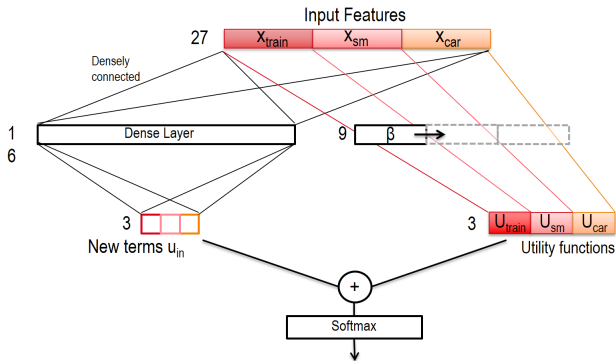 Input Features
27
X_train X_sm X_car
Densely
connected
1
6
Dense Layer
9
β
3
New terms u_in
3
U_train U_sm U_car
Utility functions
+
Softmax